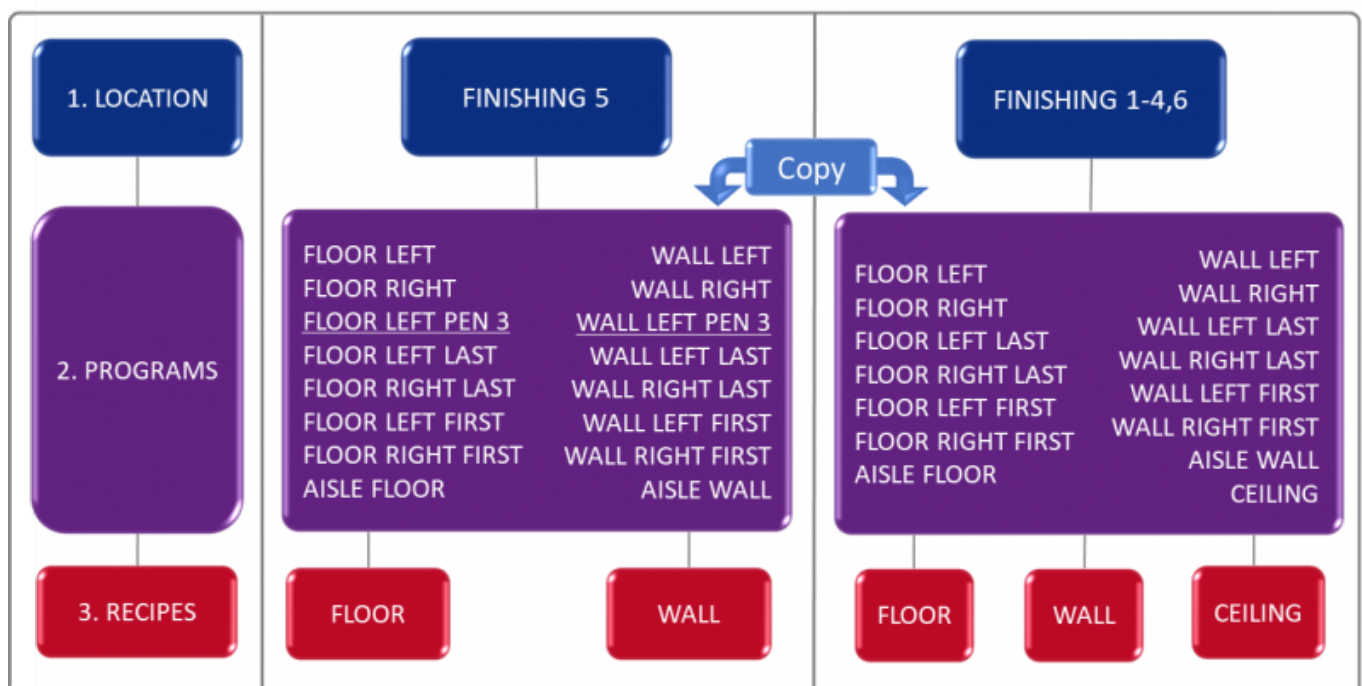 1. LOCATION
FINISHING 5
FINISHING 1-4,6
Copy
2. PROGRAMS
FLOOR LEFT
FLOOR RIGHT
FLOOR LEFT PEN 3
FLOOR LEFT LAST
FLOOR RIGHT LAST
FLOOR LEFT FIRST
FLOOR RIGHT FIRST
AISLE FLOOR
WALL LEFT
WALL RIGHT
WALL LEFT PEN 3
WALL LEFT LAST
WALL RIGHT LAST
WALL LEFT FIRST
WALL RIGHT FIRST
AISLE WALL
FLOOR LEFT
FLOOR RIGHT
FLOOR LEFT LAST
FLOOR RIGHT LAST
FLOOR LEFT FIRST
FLOOR RIGHT FIRST
AISLE FLOOR
WALL LEFT
WALL RIGHT
WALL LEFT LAST
WALL RIGHT LAST
WALL LEFT FIRST
WALL RIGHT FIRST
AISLE WALL
CEILING
3. RECIPES
FLOOR
WALL
FLOOR
WALL
CEILING